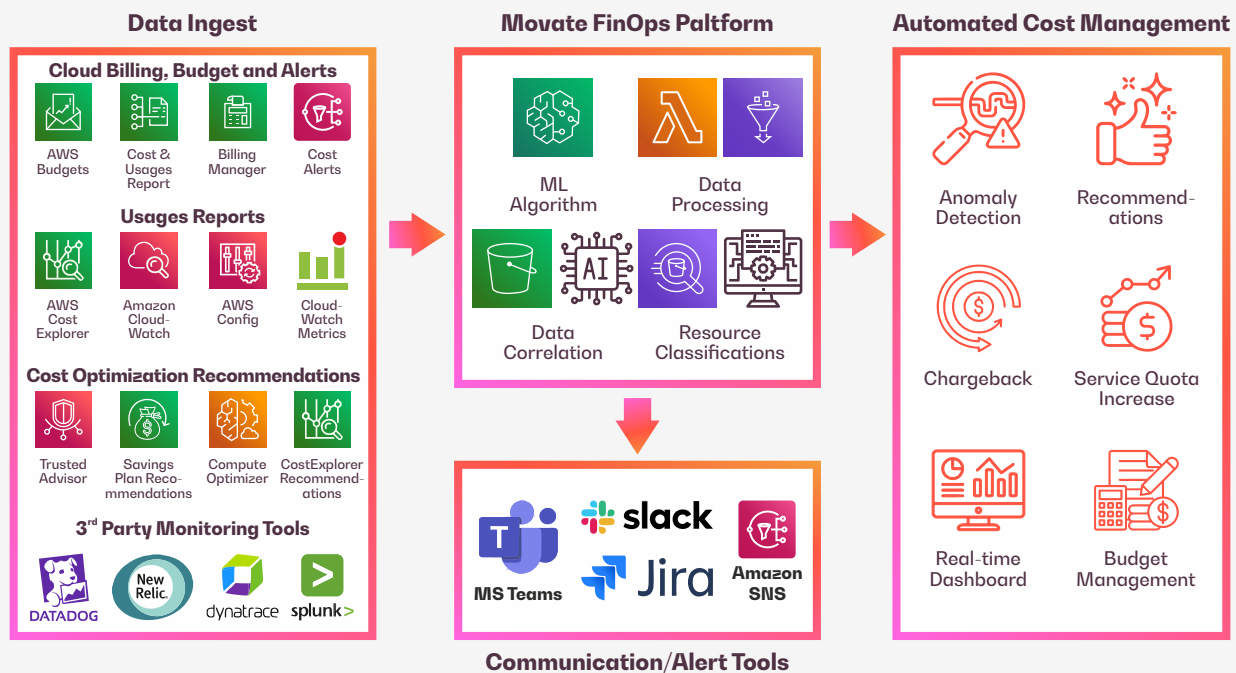 Data Ingest
Cloud Billing, Budget and Alerts
AWS
Budgets
Cost &
Usages
Report
Billing
Manager
Cost
Alerts
Usages Reports
AWS
Cost
Explorer
Amazon
Cloud-
Watch
AWS
Config
Cloud-
Watch
Metrics
Cost Optimization Recommendations
Trusted
Advisor
Savings
Plan Reco-
mmendations
Compute
Optimizer
CostExplorer
Recommend-
ations
3rd Party Monitoring Tools
DATADOG
New
Relic.
dynatrace
splunk>
Movate FinOps Paltform
ML
Algorithm
Data
Processing
AI
Data
Correlation
Resource
Classifications
T
MS Teams
slack
Jira
Amazon
SNS
Communication/Alert Tools
Automated Cost Management
Anomaly
Detection
Recommend-
ations
Chargeback
Service Quota
Increase
Real-time
Dashboard
Budget
Management